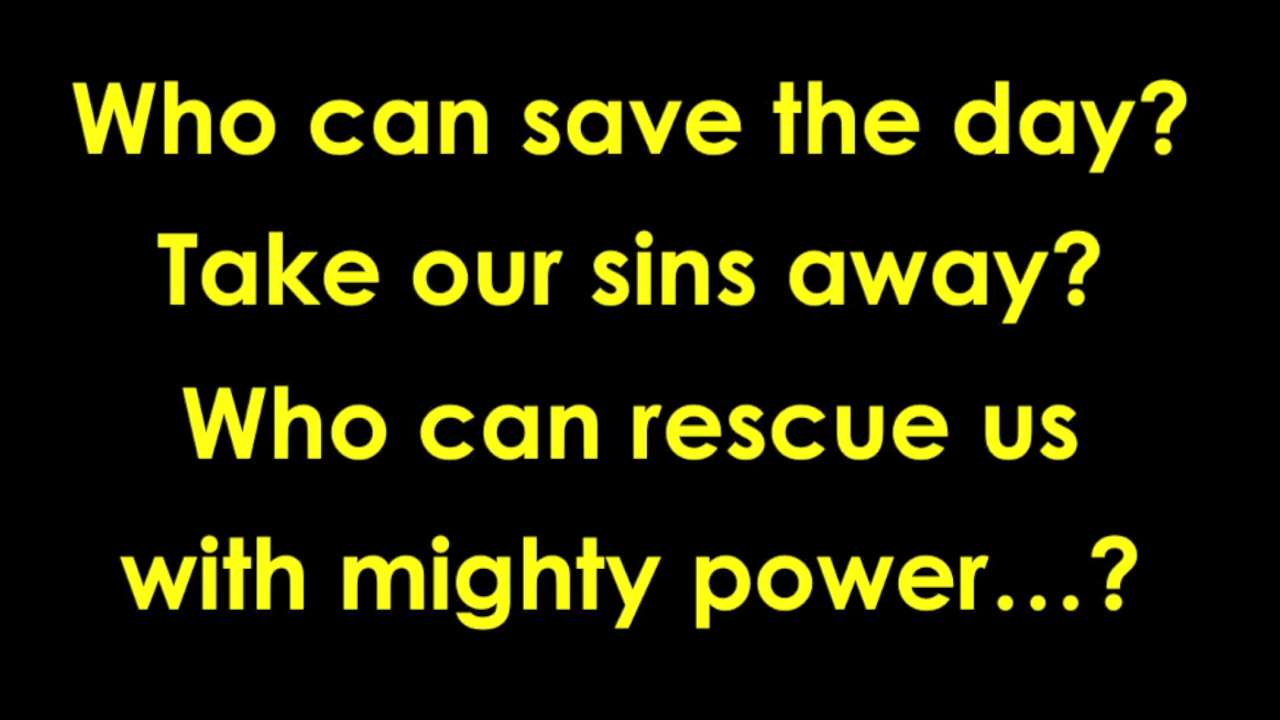 Who can save the day?
Take our sins away?
Who can rescue us
with mighty power...?